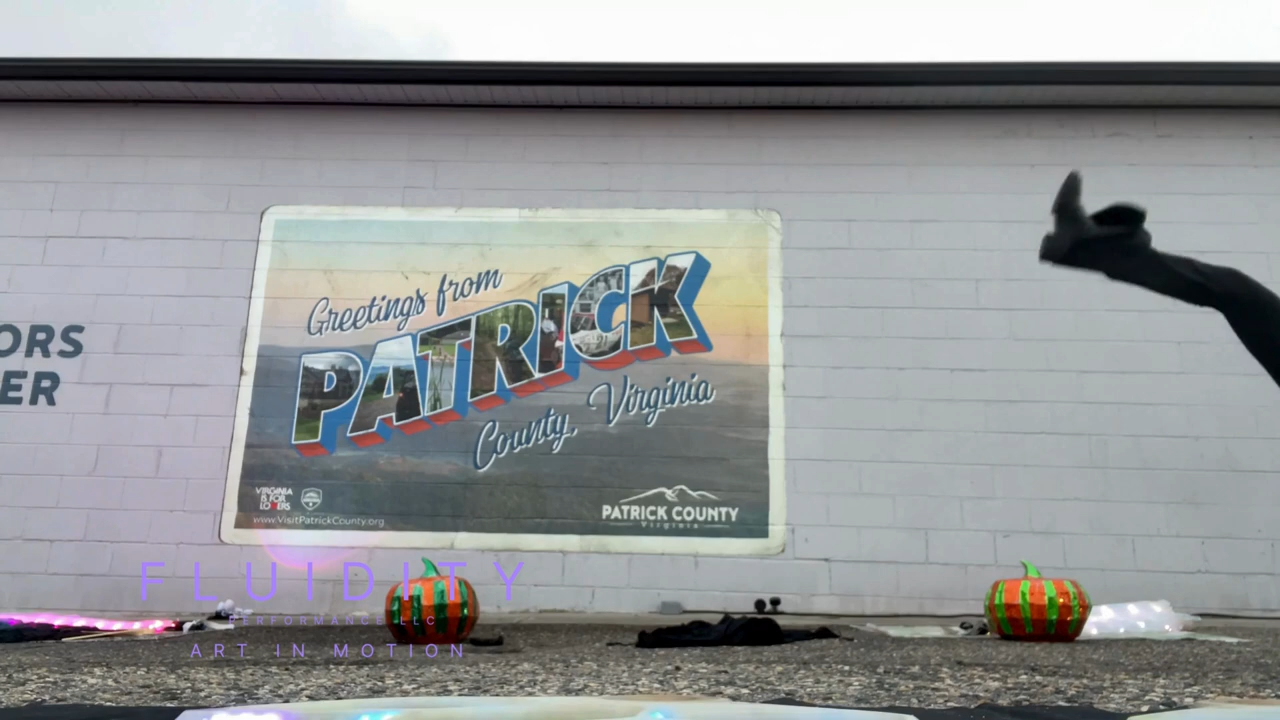 ORS
ER
Greetings from
PATRICK
County, Virginia
VIRGINIA
IS FOR
LOVERS
www.VisitPatrickCounty.org
PATRICK COUNTY
Virginia
FLUIDITY
PERFORMANCE LLC
ART IN MOTION